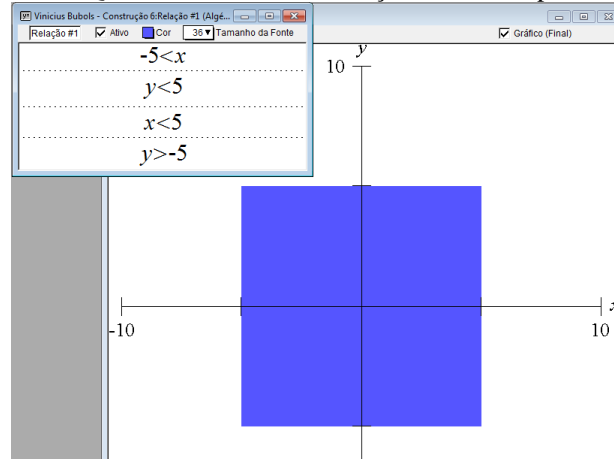 Vinicius Bubols - Construção 6:Relação #1 (Algé...
Relação #1 Ativo Cor 36▼ Tamanho da Fonte
Gráfico (Final)
-5<x
y<5
x<5
y>-5
y
10
x
-10
10